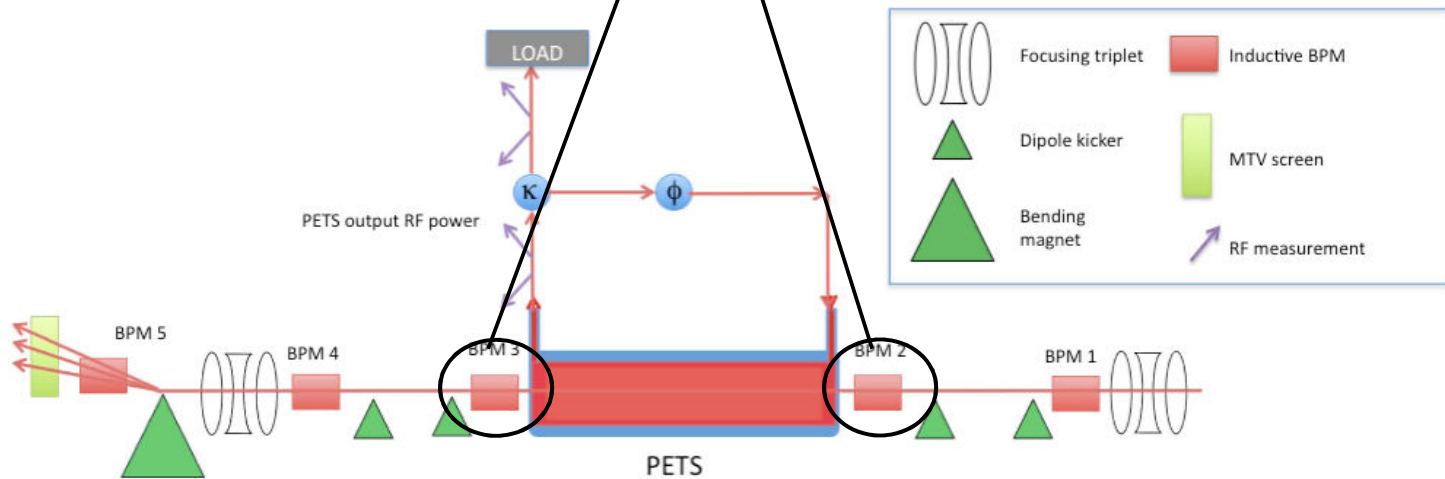 LOAD
Focusing triplet
Inductive BPM
Dipole kicker
MTV screen
κ
ϕ
PETS output RF power
Bending
magnet
RF measurement
BPM 5
BPM 4
BPM 3
BPM 2
BPM 1
PETS